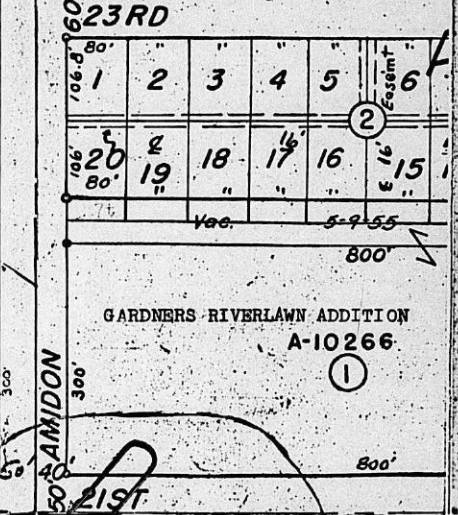 60 23RD
80' " " " " "
106.8' 1 2 3 4 5 6
Easemt
2
106' 20 19 18 17 16 15
16' 16'
80' " " " " "
Vac. 5-9-55
800'
GARDNERS RIVERLAWN ADDITION
A-10266
1
AMIDON
300' 300'
800'
40'
50' 21ST